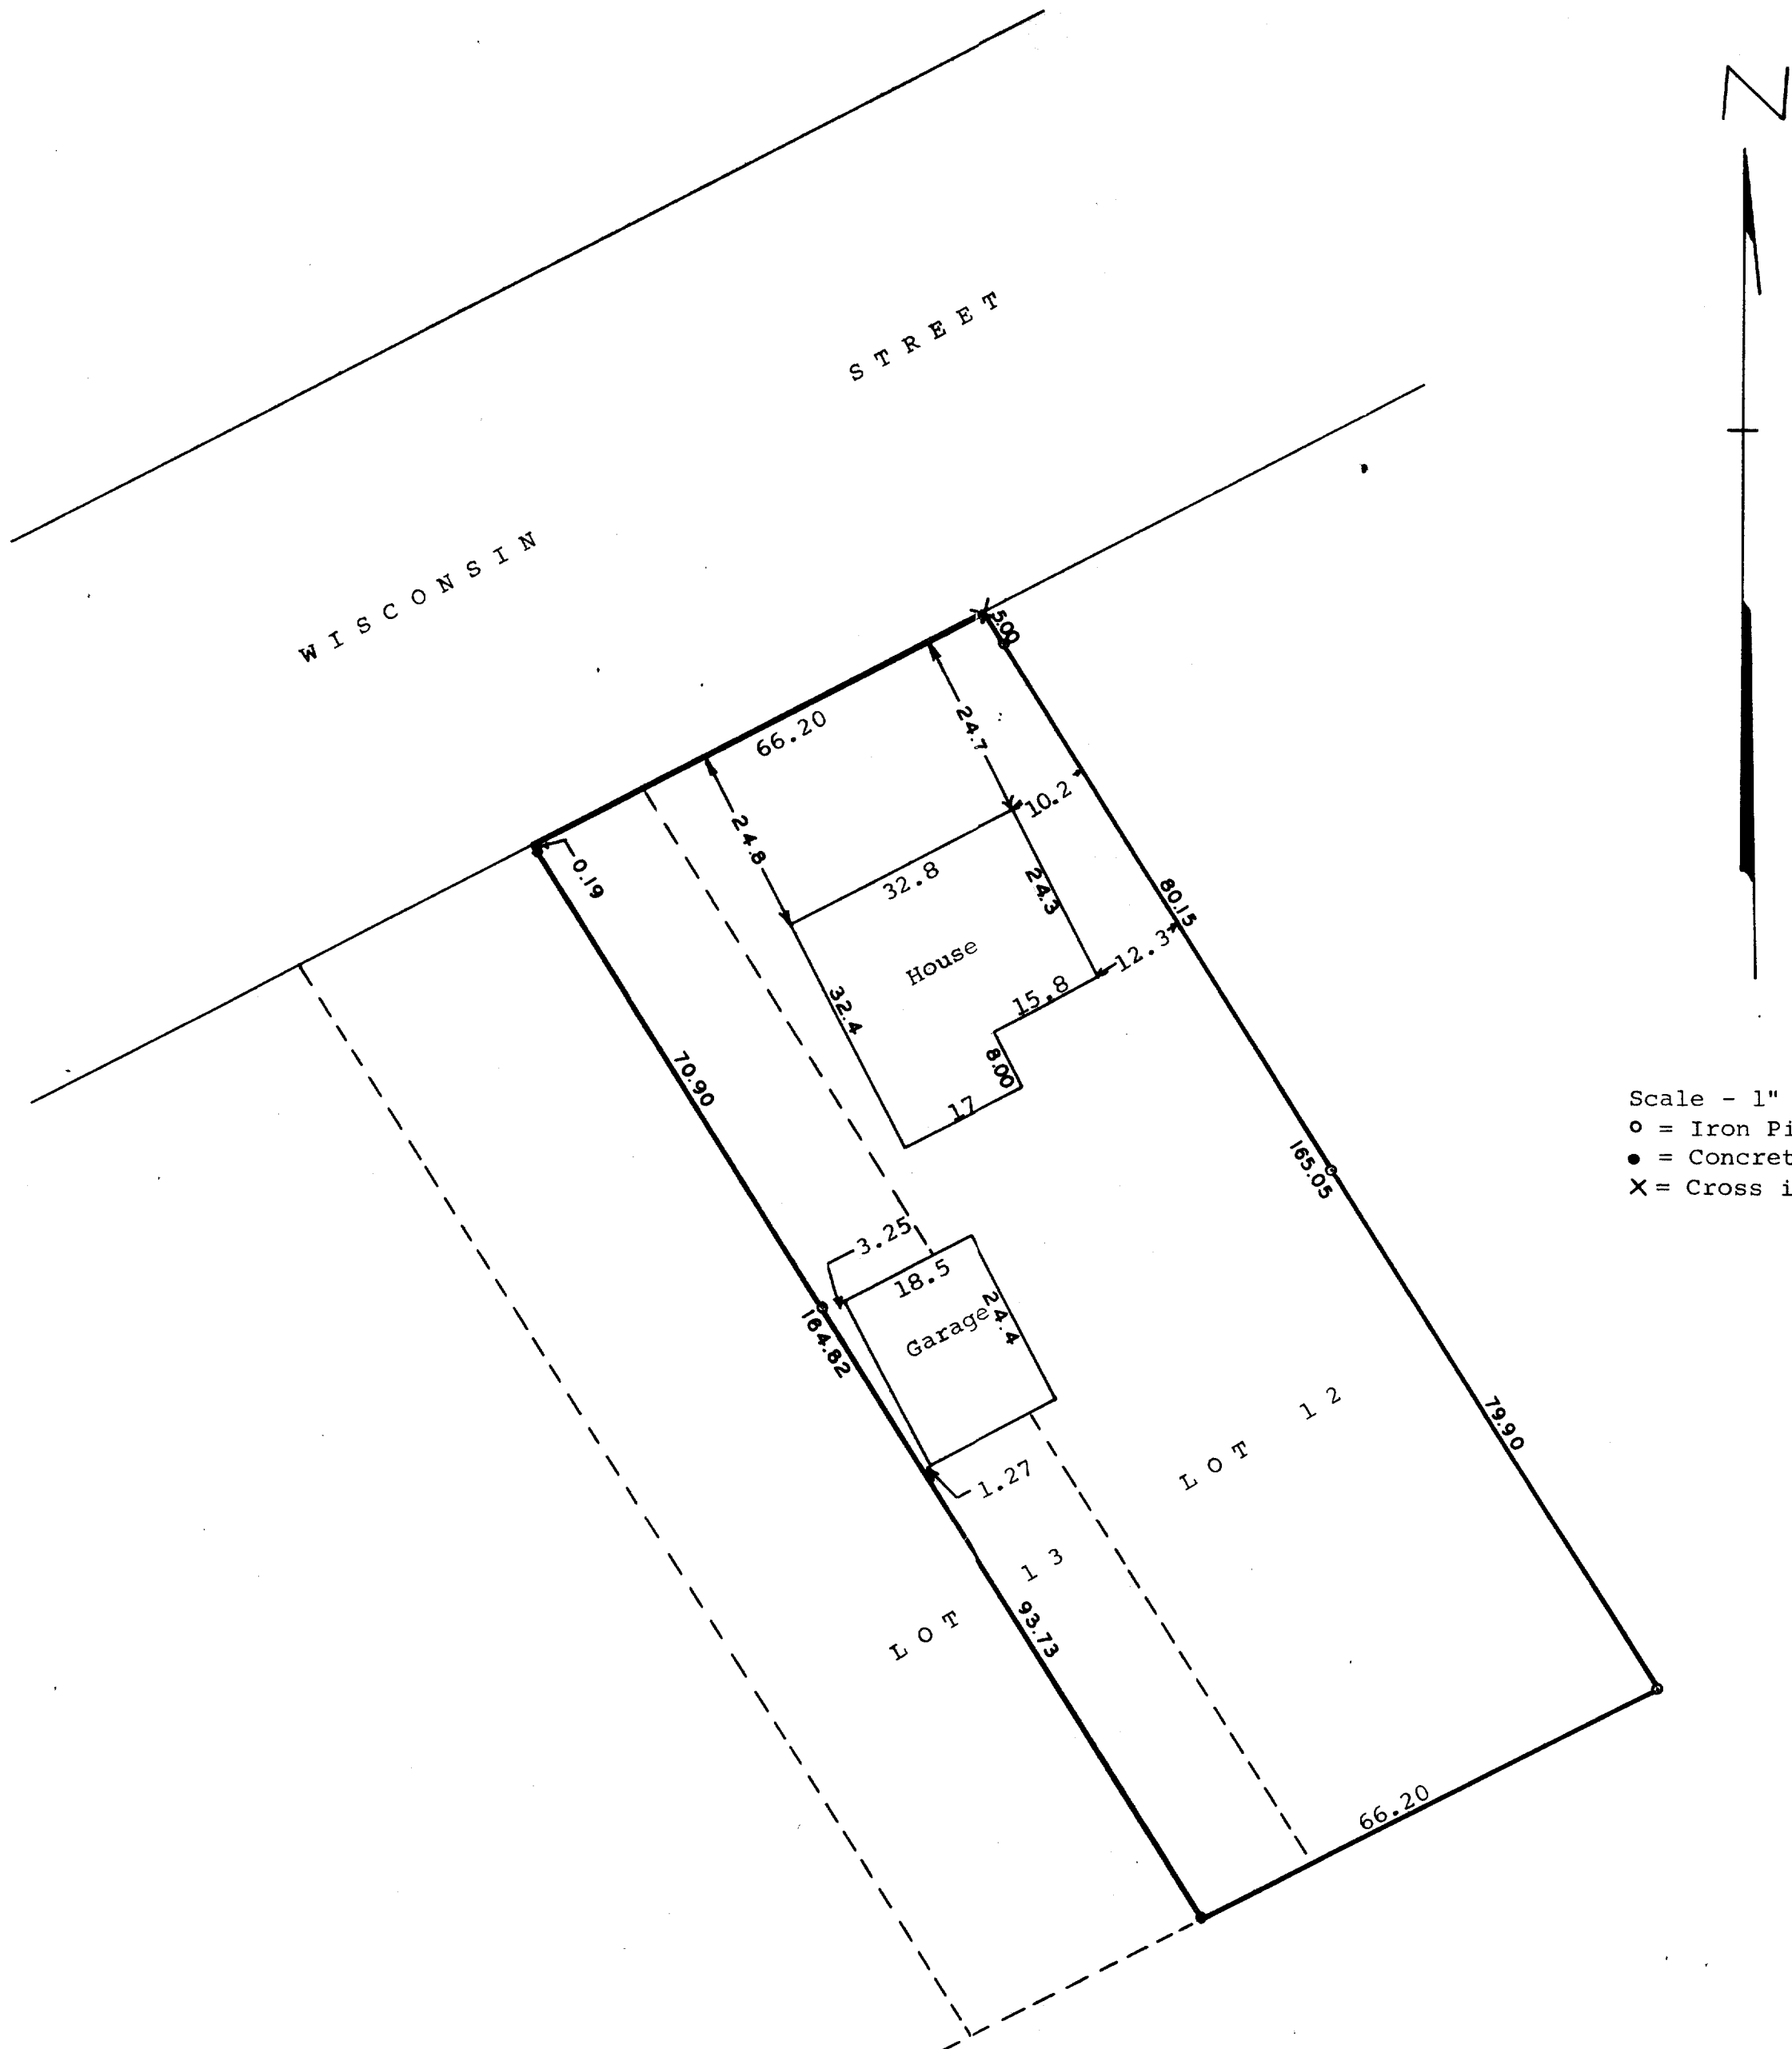 N
STREET
WISCONSIN
5.00
66.20
24.7
10.2
24.8
0.19
32.8
24.3
80.15
House
12.3
15.8
32.4
8.00
17
70.90
Scale - 1"
o = Iron Pi
● = Concret
X = Cross i
165.05
3.25
18.5
24.4
Garage
164.82
LOT 12
79.90
1.27
LOT 13
93.73
66.20